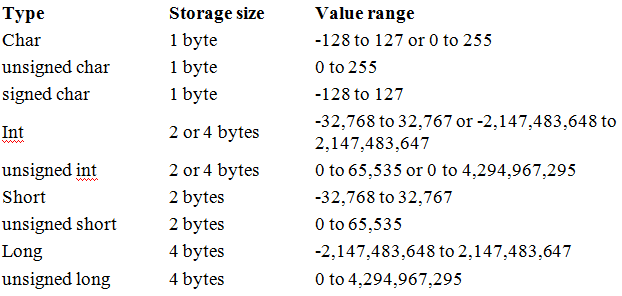 Type Storage size Value range
Char 1 byte -128 to 127 or 0 to 255
unsigned char 1 byte 0 to 255
signed char 1 byte -128 to 127
Int 2 or 4 bytes -32,768 to 32,767 or -2,147,483,648 to
2,147,483,647
unsigned int 2 or 4 bytes 0 to 65,535 or 0 to 4,294,967,295
Short 2 bytes -32,768 to 32,767
unsigned short 2 bytes 0 to 65,535
Long 4 bytes -2,147,483,648 to 2,147,483,647
unsigned long 4 bytes 0 to 4,294,967,295